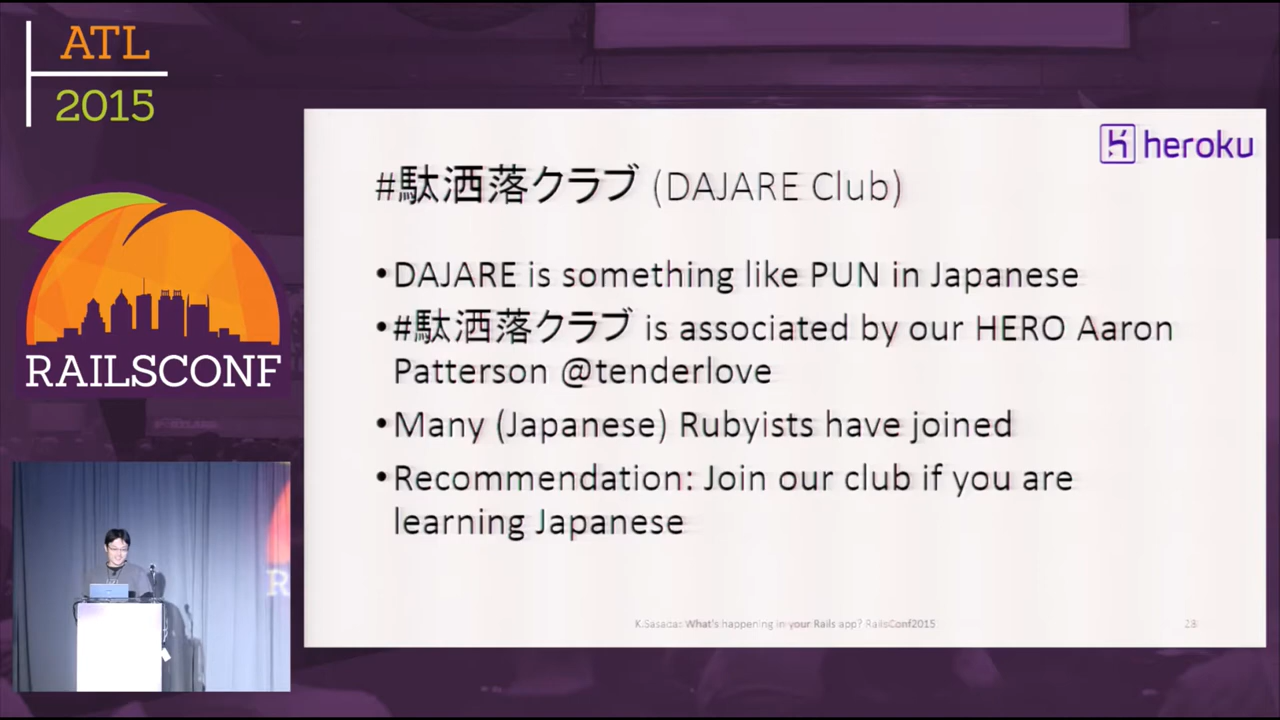 ATL
2015
RAILSCONF
heroku
#駄洒落クラブ (DAJARE Club)
•DAJARE is something like PUN in Japanese
•#駄洒落クラブ is associated by our HERO Aaron
Patterson @tenderlove
•Many (Japanese) Rubyists have joined
•Recommendation: Join our club if you are
learning Japanese
K.Sasada: What's happening in your Rails app? RailsConf2015
28
R